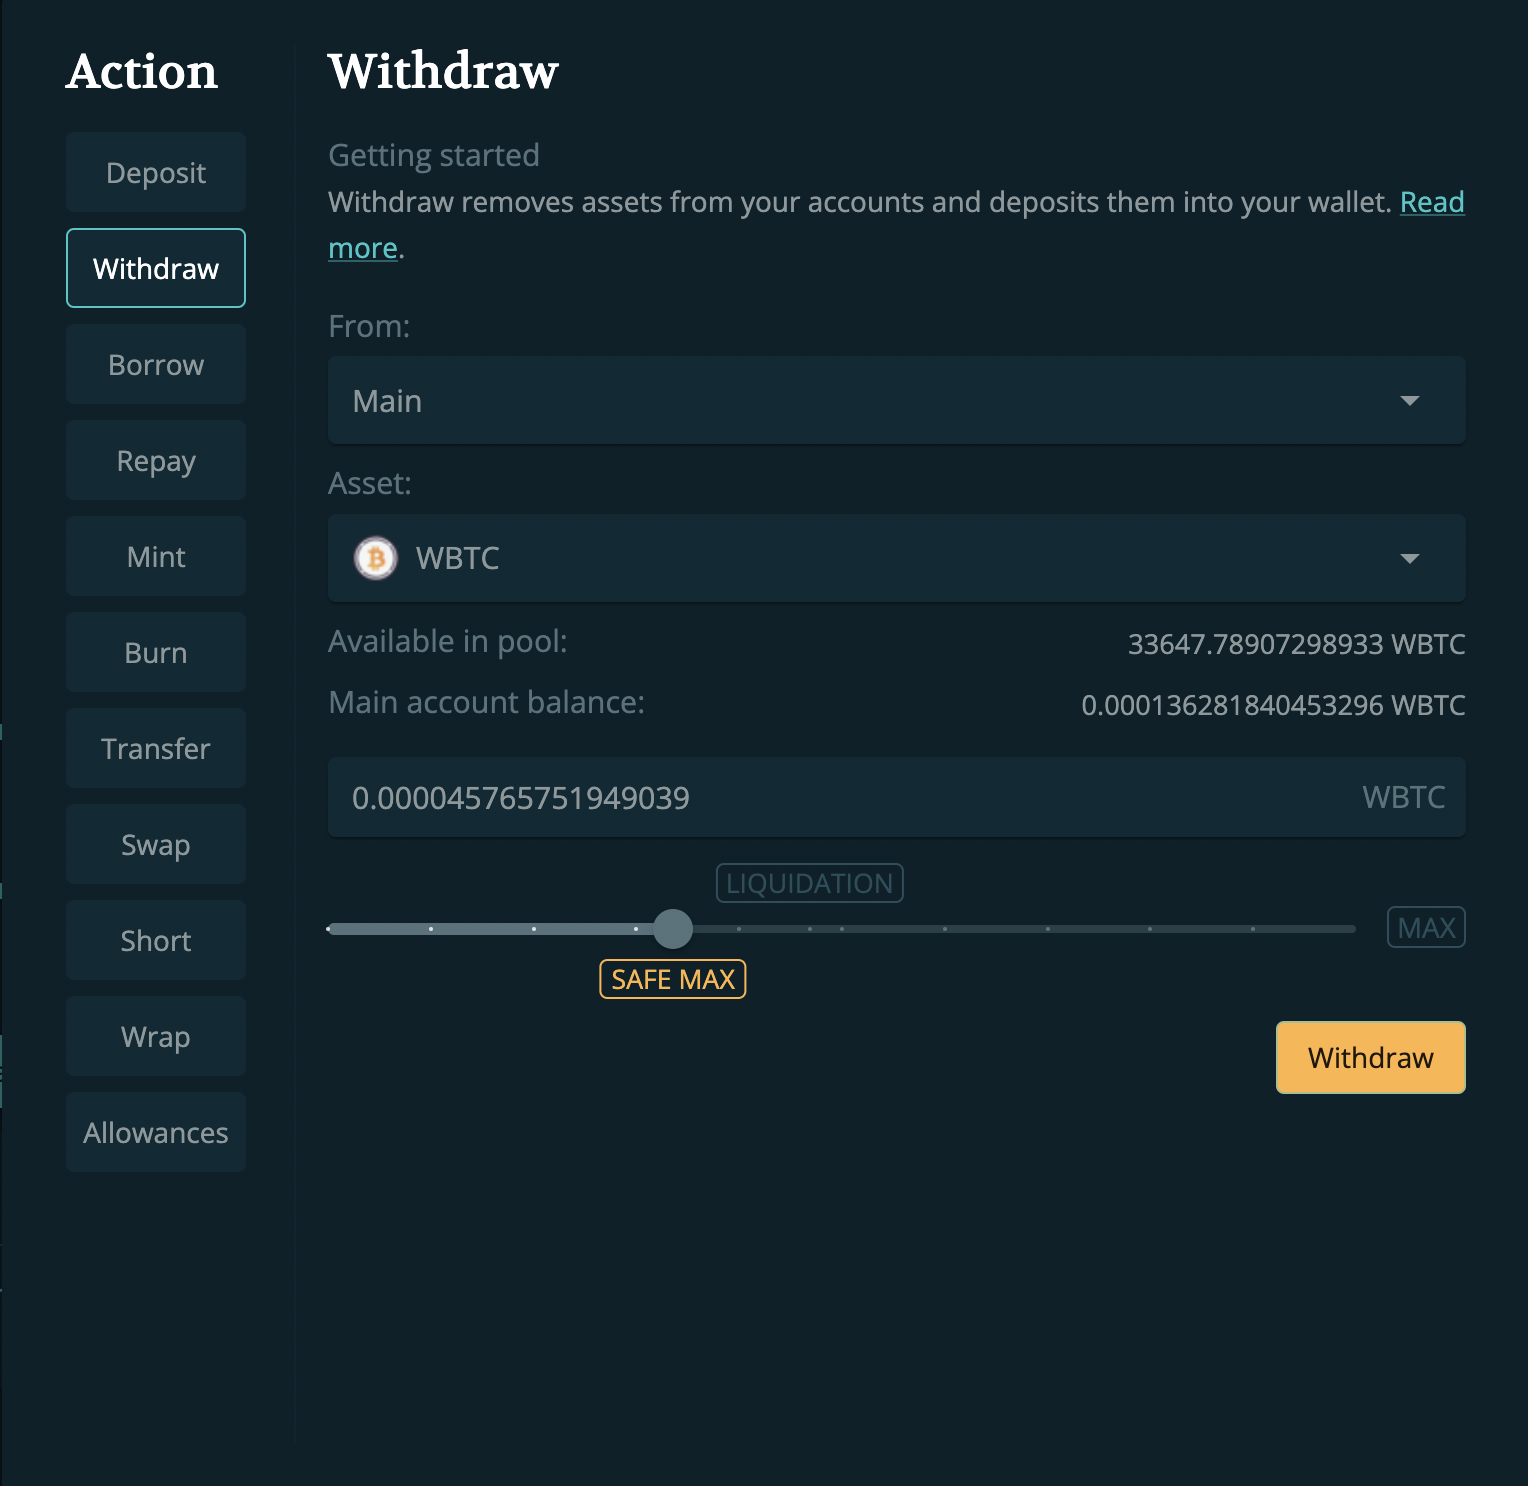 Action
Deposit
Withdraw
Borrow
Repay
Mint
Burn
Transfer
Swap
Short
Wrap
Allowances
Withdraw
Getting started
Withdraw removes assets from your accounts and deposits them into your wallet. Read
more.
From:
Main
Asset:
WBTC
Available in pool: 33647.78907298933 WBTC
Main account balance: 0.000136281840453296 WBTC
0.000045765751949039 WBTC
LIQUIDATION
MAX
SAFE MAX
Withdraw